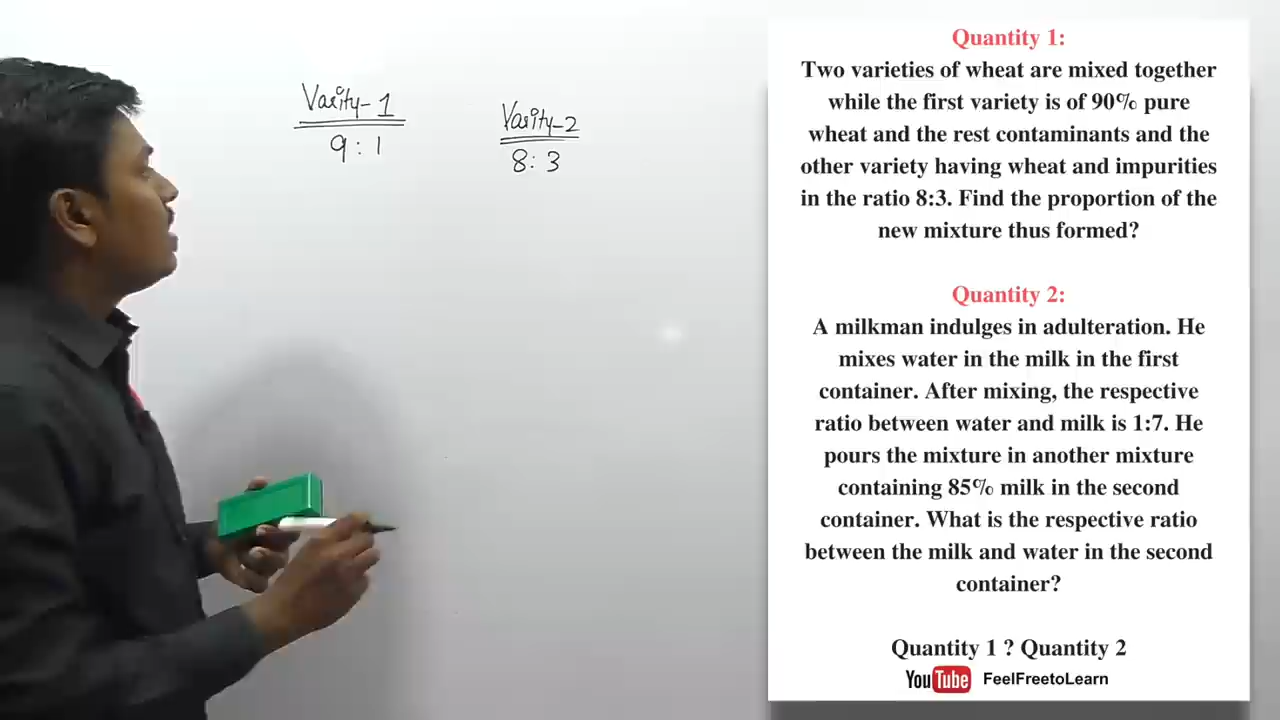 Varity-1
9 : 1
Varity-2
8 : 3
Quantity 1:
Two varieties of wheat are mixed together
while the first variety is of 90% pure
wheat and the rest contaminants and the
other variety having wheat and impurities
in the ratio 8:3. Find the proportion of the
new mixture thus formed?
Quantity 2:
A milkman indulges in adulteration. He
mixes water in the milk in the first
container. After mixing, the respective
ratio between water and milk is 1:7. He
pours the mixture in another mixture
containing 85% milk in the second
container. What is the respective ratio
between the milk and water in the second
container?
Quantity 1 ? Quantity 2
YouTube FeelFreetoLearn